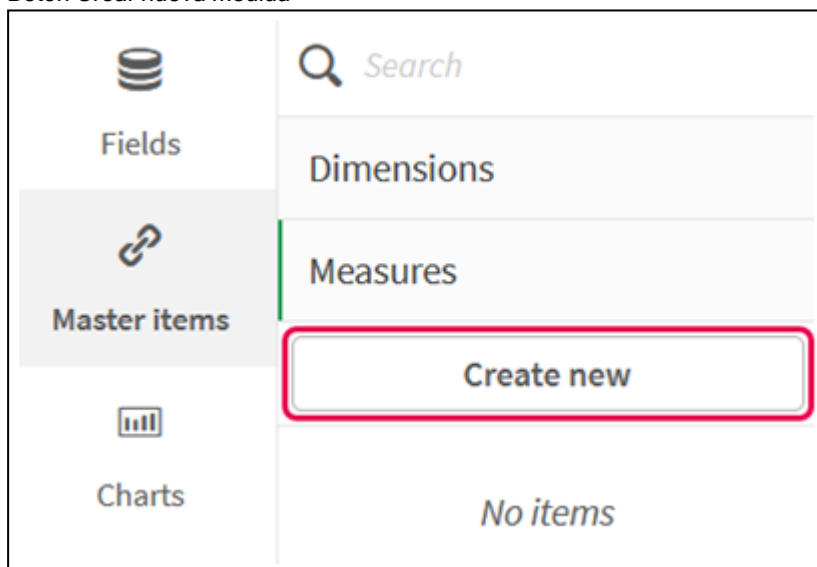 Botón Crear nueva medida
Search
Fields
Dimensions
Measures
Master items
Create new
Charts
No items